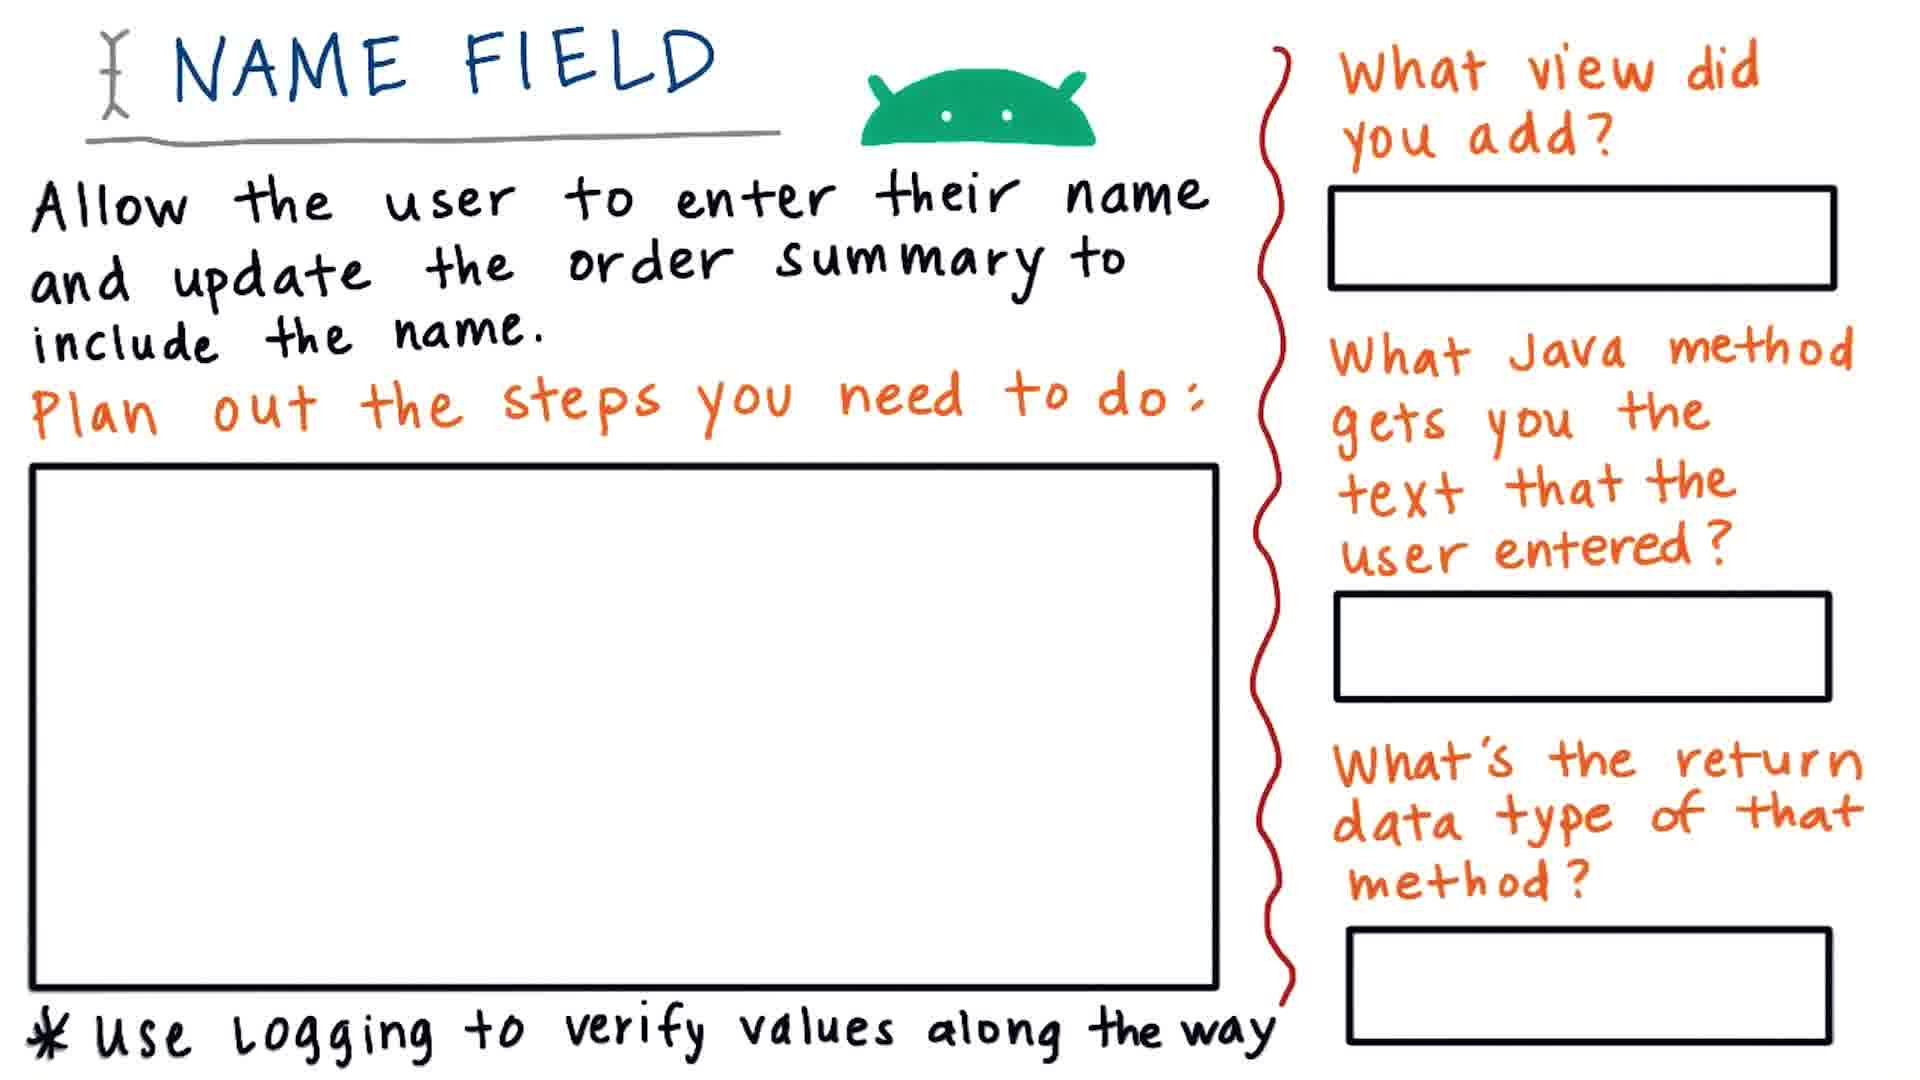 NAME FIELD
Allow the user to enter their name
and update the order summary to
include the name.
Plan out the steps you need to do:
* Use Logging to verify values along the way
What view did
you add?
What Java method
gets you the
text that the
user entered?
What's the return
data type of that
method?